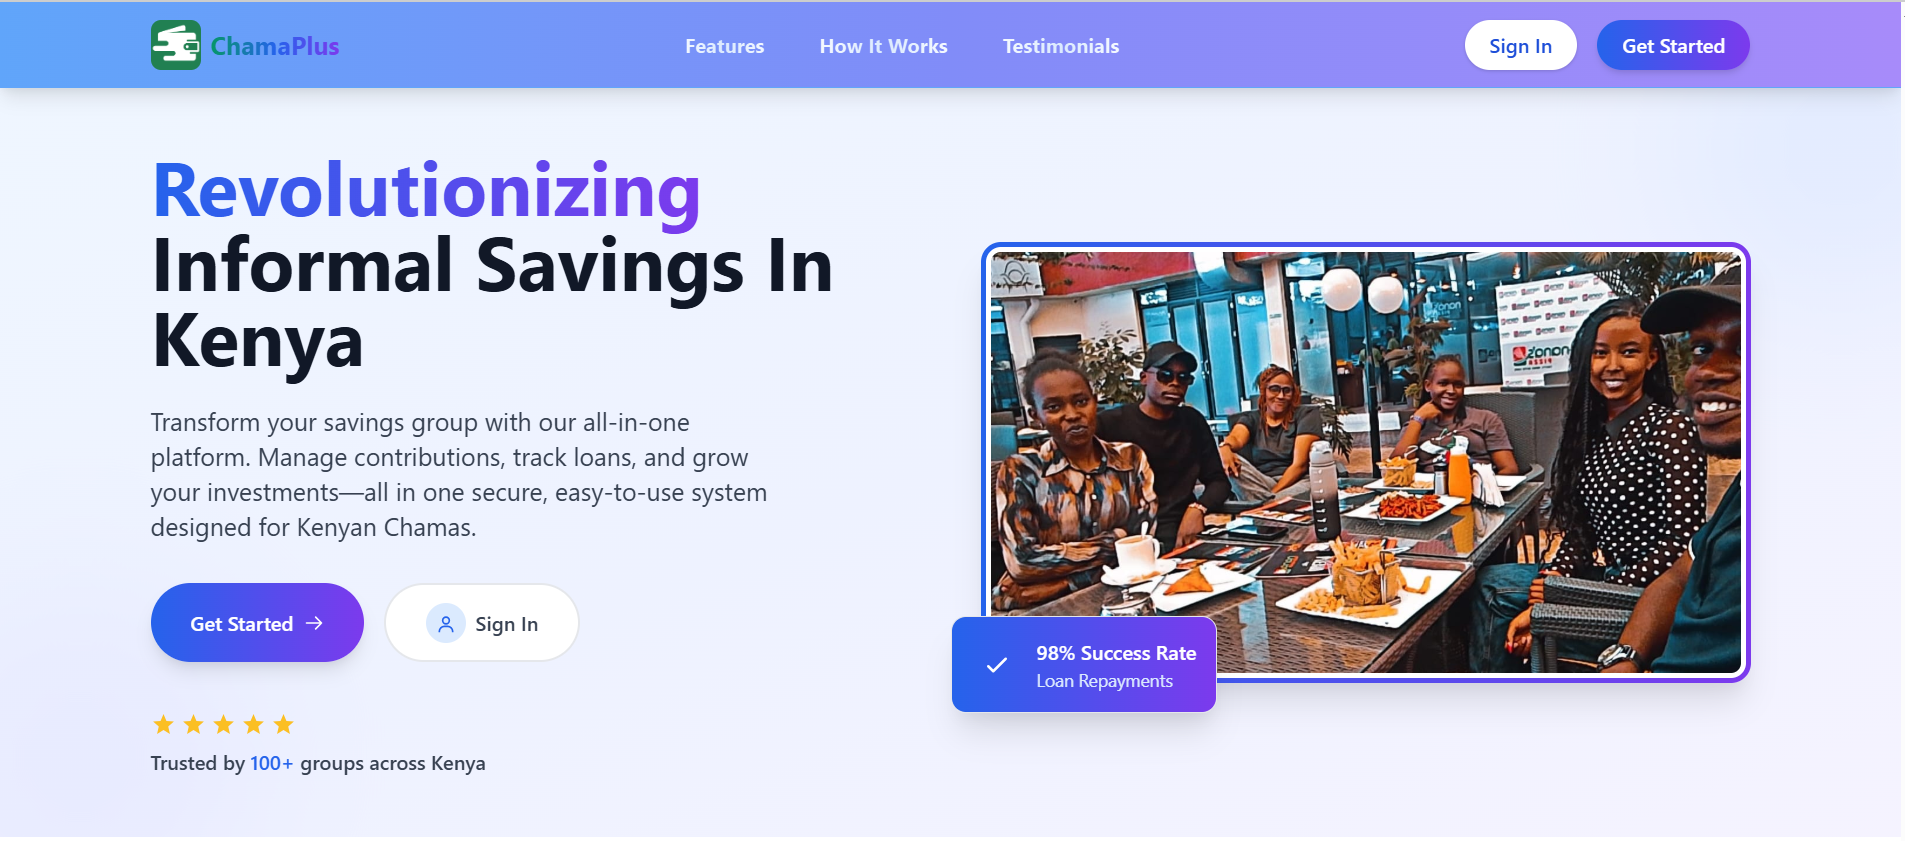 ChamaPlus
Features
How It Works
Testimonials
Sign In
Get Started
Revolutionizing
Informal Savings In
Kenya
Transform your savings group with our all-in-one
platform. Manage contributions, track loans, and grow
your investments—all in one secure, easy-to-use system
designed for Kenyan Chamas.
Get Started →
Sign In
Trusted by 100+ groups across Kenya
98% Success Rate
Loan Repayments